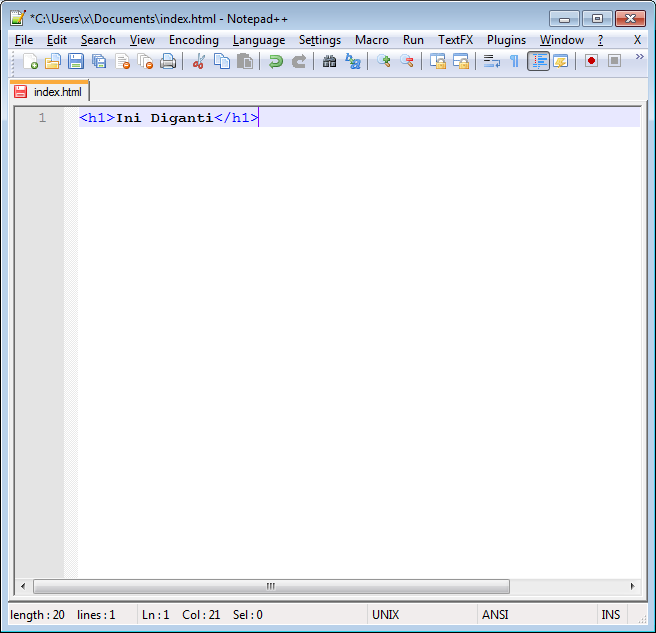 *C:\Users\x\Documents\index.html - Notepad++
File Edit Search View Encoding Language Settings Macro Run TextFX Plugins Window ? X
index.html
1 <h1>Ini Diganti</h1>
length : 20 lines : 1 Ln : 1 Col : 21 Sel : 0 UNIX ANSI INS